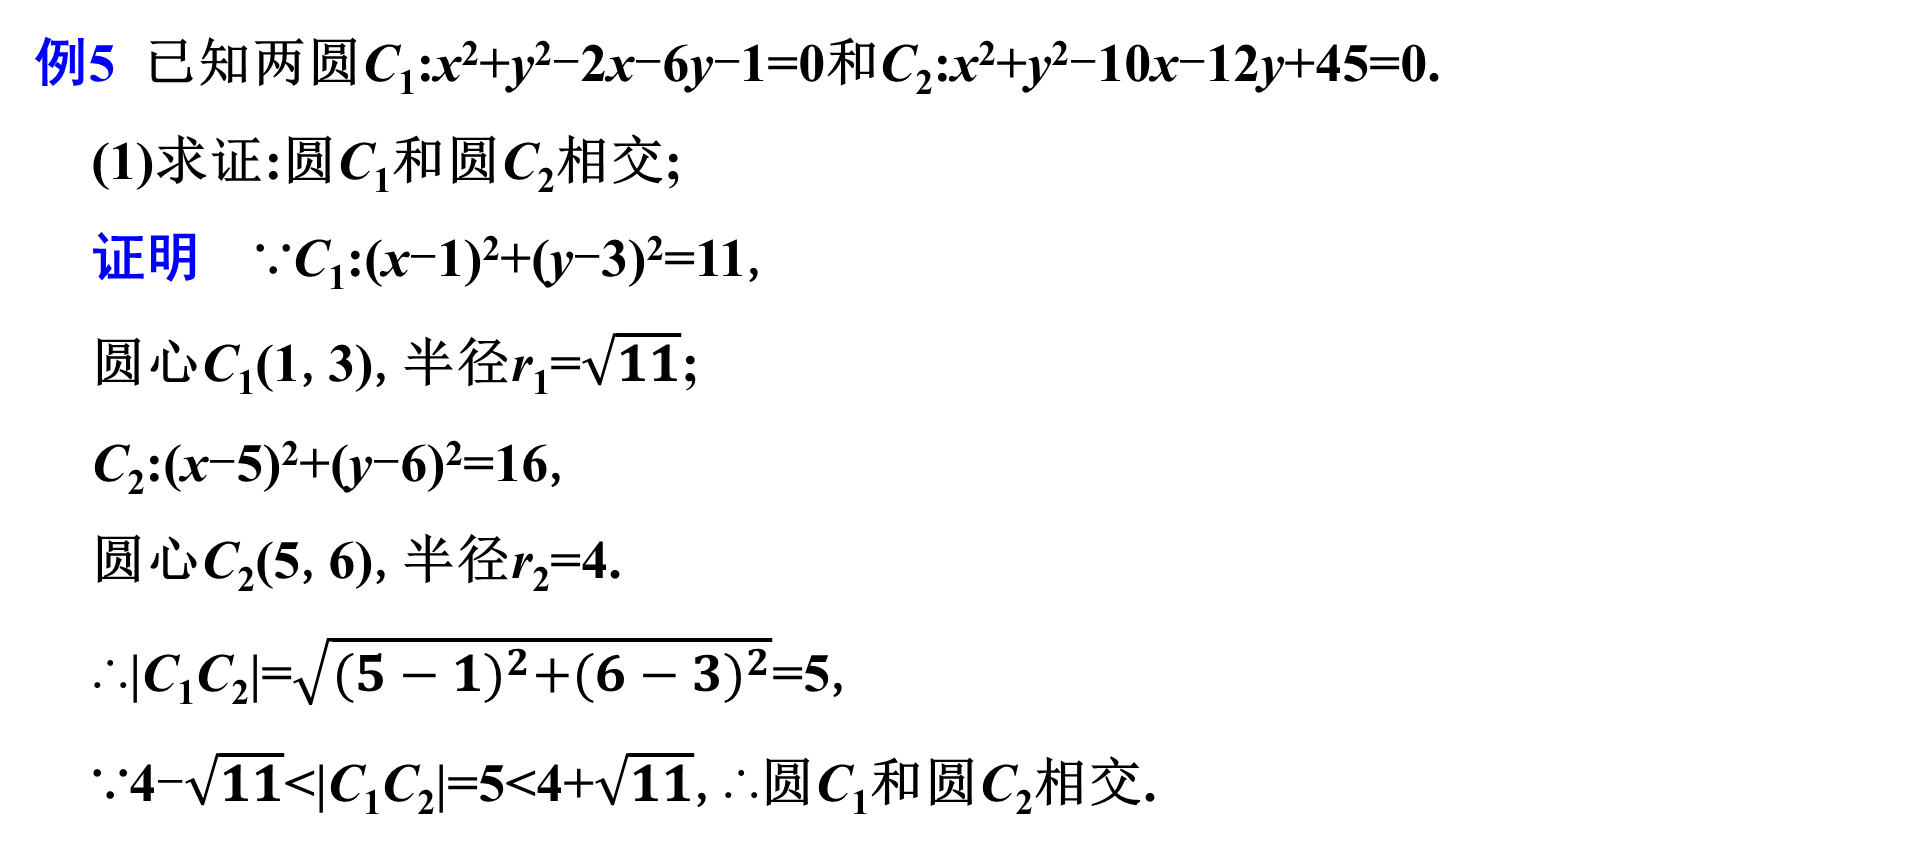 例5 已知两圆C₁:x²+y²−2x−6y−1=0和C₂:x²+y²−10x−12y+45=0.
(1)求证:圆C₁和圆C₂相交;
证明 ∵C₁:(x−1)²+(y−3)²=11,
圆心C₁(1, 3), 半径r₁=√11;
C₂:(x−5)²+(y−6)²=16,
圆心C₂(5, 6), 半径r₂=4.
∴|C₁C₂|=√((5 − 1)²+(6 − 3)²)=5,
∵4−√11<|C₁C₂|=5<4+√11, ∴圆C₁和圆C₂相交.